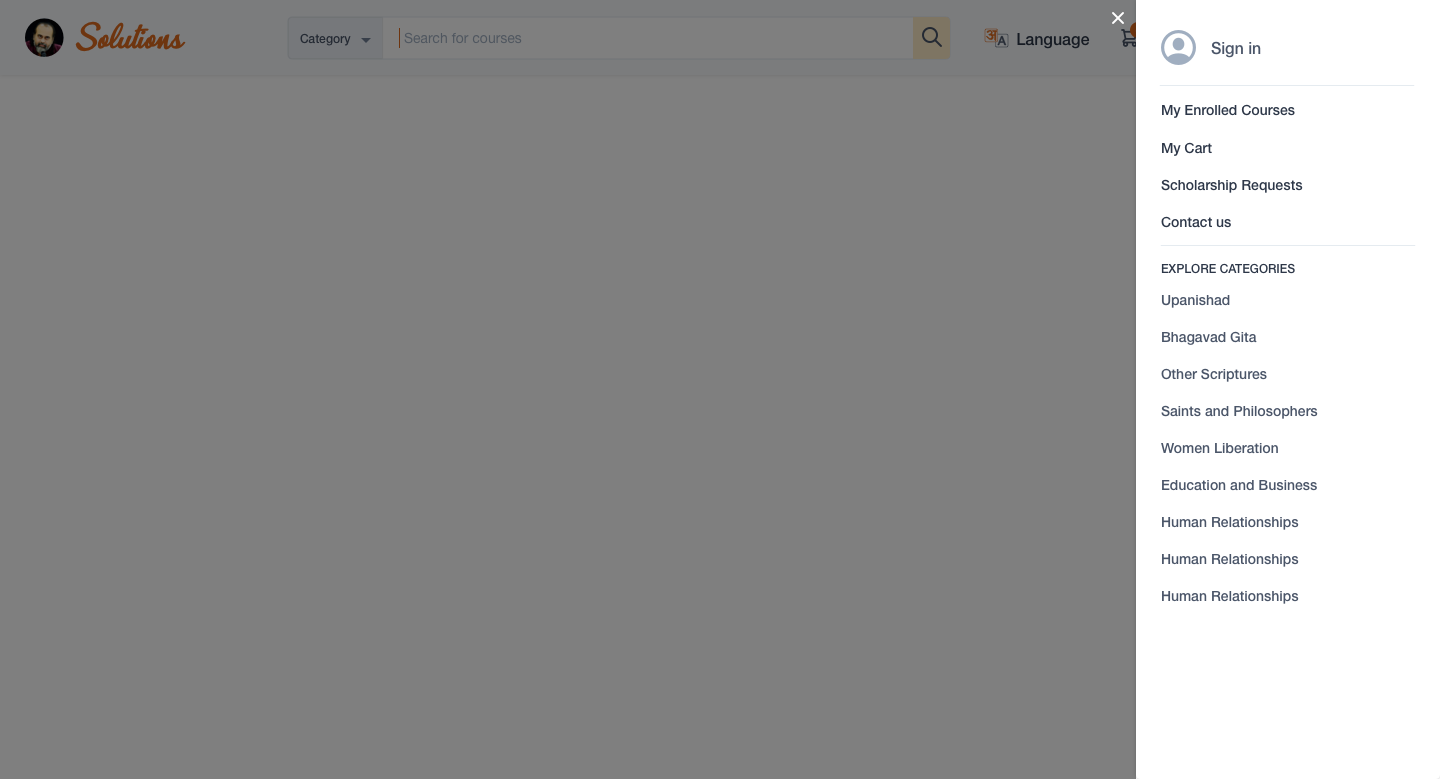 Solutions
Category
Search for courses
अ A
Language
Sign in
My Enrolled Courses
My Cart
Scholarship Requests
Contact us
EXPLORE CATEGORIES
Upanishad
Bhagavad Gita
Other Scriptures
Saints and Philosophers
Women Liberation
Education and Business
Human Relationships
Human Relationships
Human Relationships